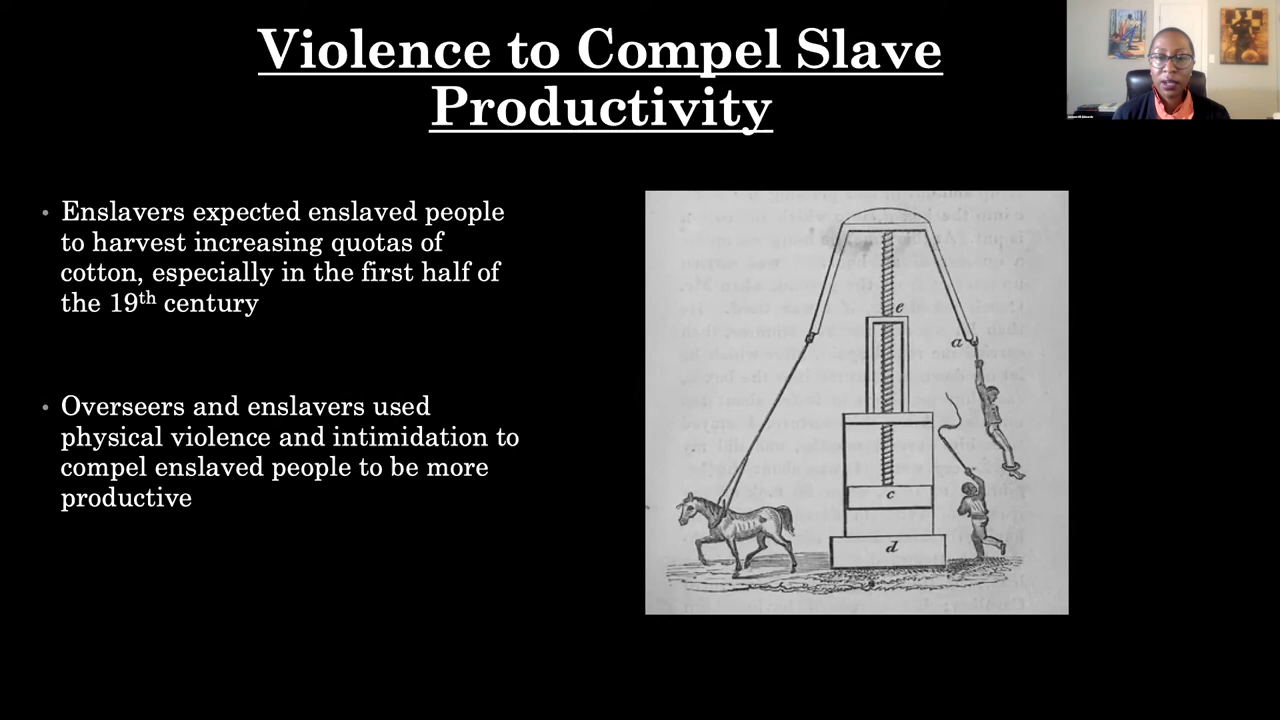 Violence to Compel Slave
Productivity
• Enslavers expected enslaved people
to harvest increasing quotas of
cotton, especially in the first half of
the 19th century
• Overseers and enslavers used
physical violence and intimidation to
compel enslaved people to be more
productive
e
a
c
d